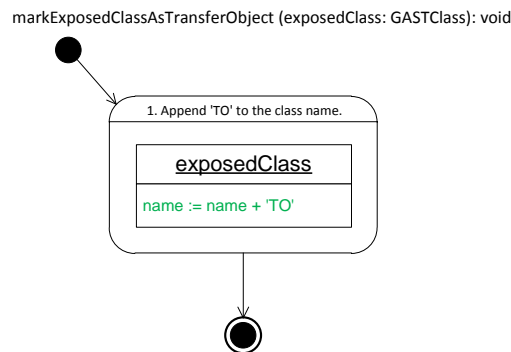 markExposedClassAsTransferObject (exposedClass: GASTClass): void
1. Append 'TO' to the class name.
exposedClass
name := name + 'TO'